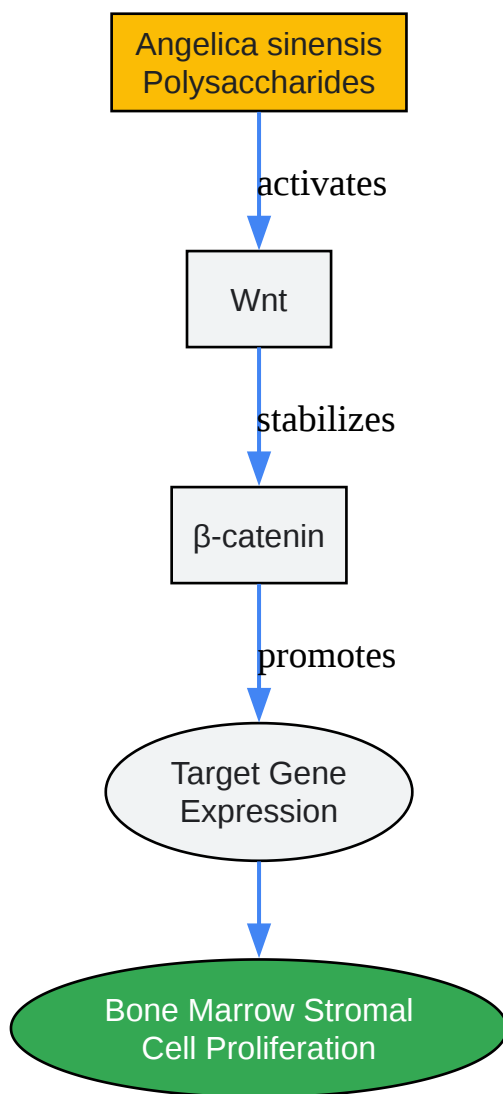 Angelica sinensis
Polysaccharides
activates
Wnt
stabilizes
β-catenin
promotes
Target Gene
Expression
Bone Marrow Stromal
Cell Proliferation